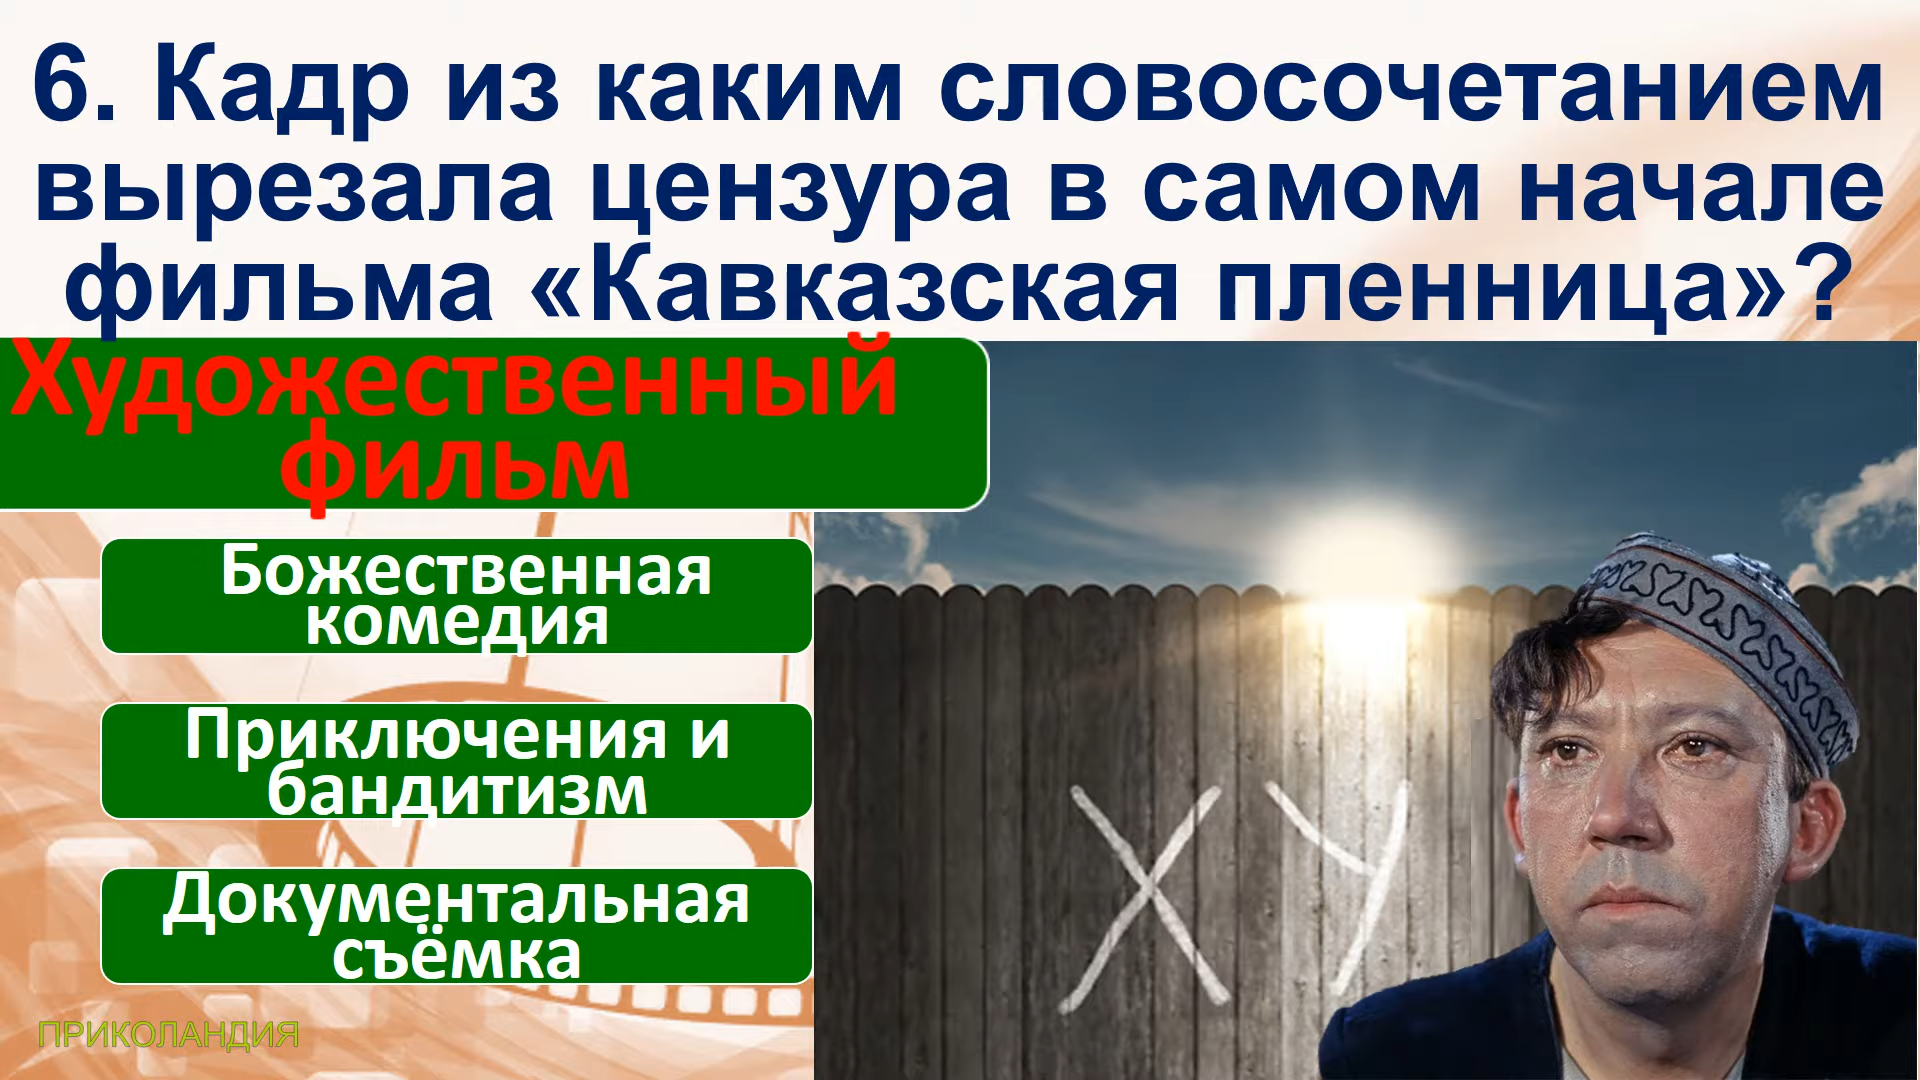 6. Кадр из каким словосочетанием
вырезала цензура в самом начале
фильма «Кавказская пленница»?
Художественный
фильм
Божественная
комедия
Приключения и
бандитизм
Документальная
съёмка
Х У
ПРИКОЛАНДИЯ